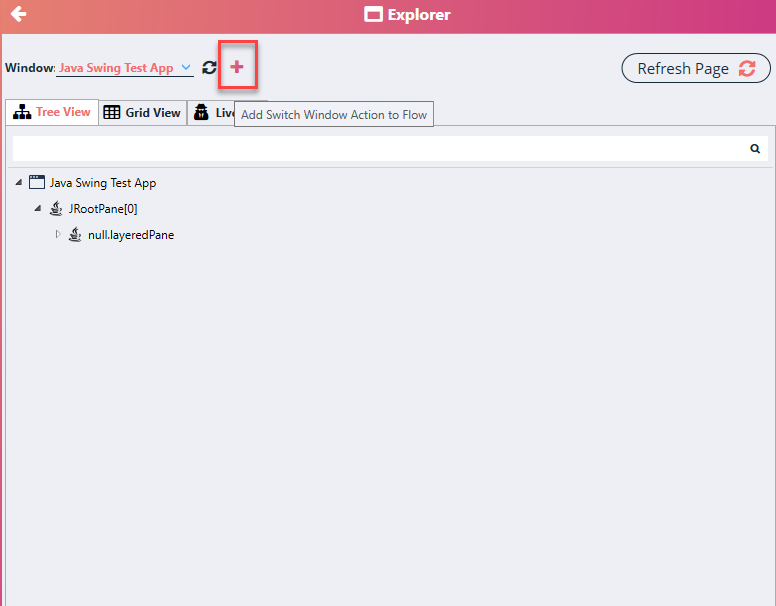 Explorer
Window: Java Swing Test App
Refresh Page
Tree View Grid View Live
Add Switch Window Action to Flow
Java Swing Test App
JRootPane[0]
null.layeredPane